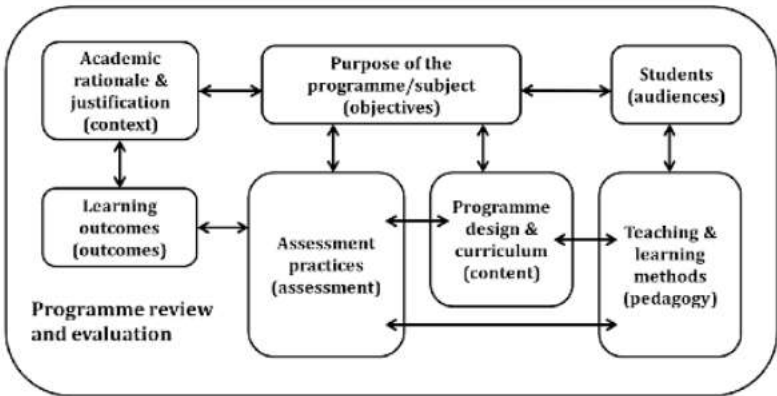 Academic
rationale &
justification
(context)
Purpose of the
programme/subject
(objectives)
Students
(audiences)
Learning
outcomes
(outcomes)
Assessment
practices
(assessment)
Programme
design &
curriculum
(content)
Teaching &
learning
methods
(pedagogy)
Programme review
and evaluation